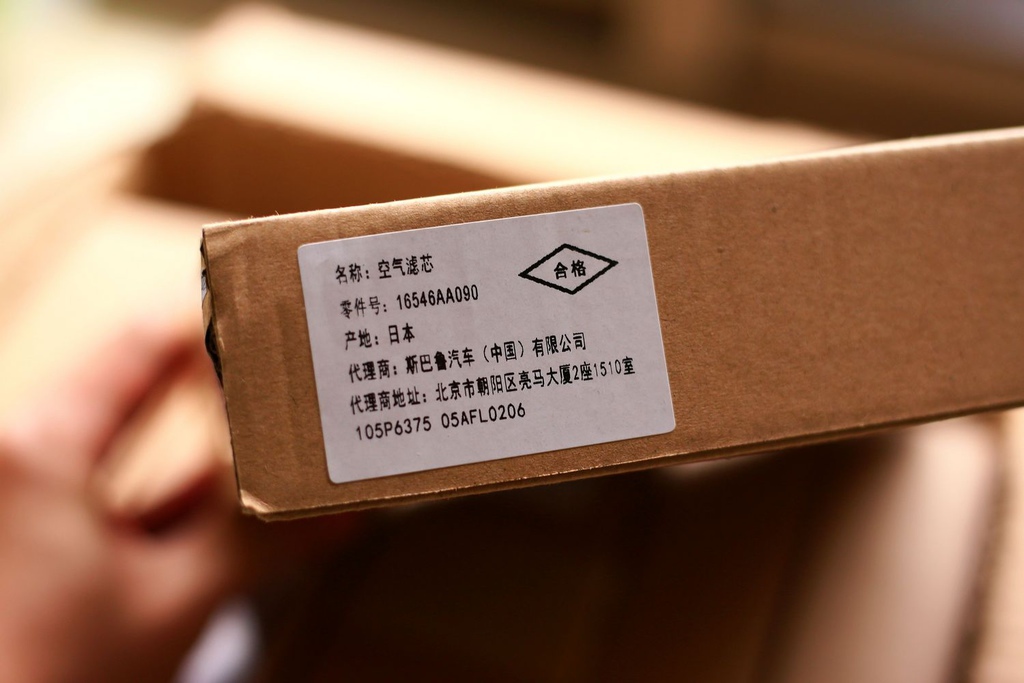 名称：空气滤芯
合格
零件号：16546AA090
产地：日本
代理商：斯巴鲁汽车（中国）有限公司
代理商地址：北京市朝阳区亮马大厦2座1510室
105P6375 05AFL0206